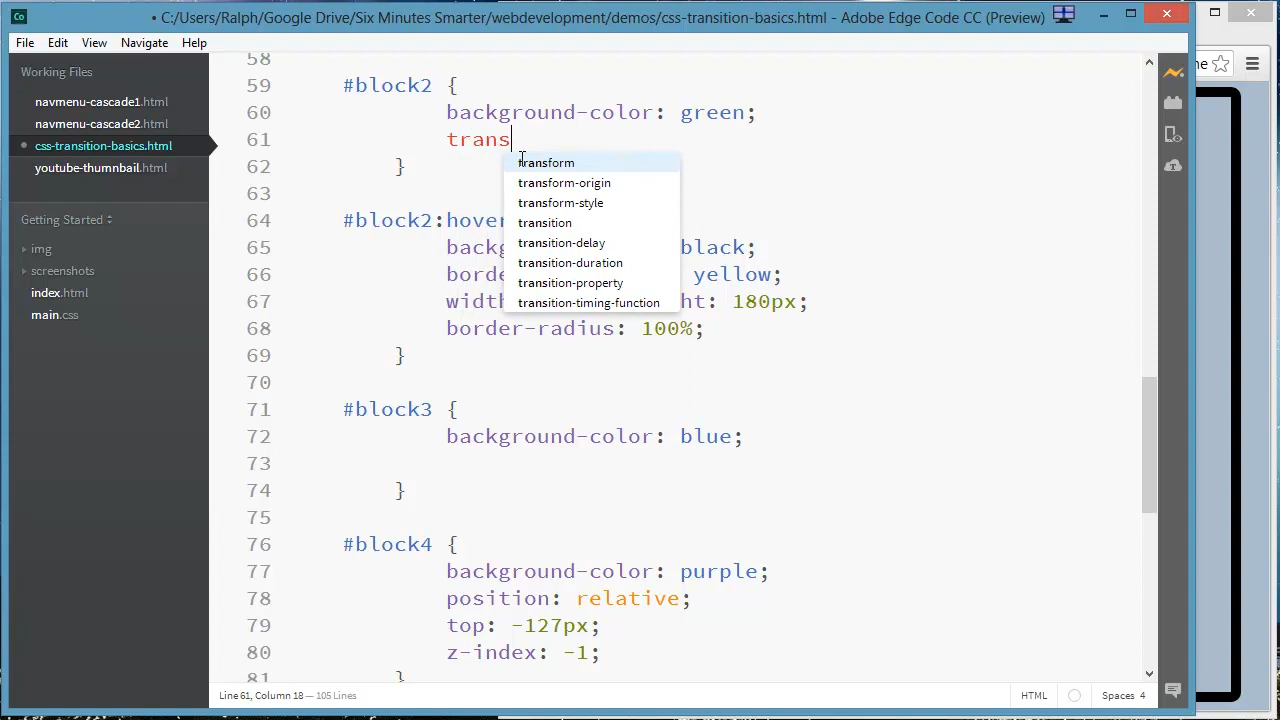 Co • C:/Users/Ralph/Google Drive/Six Minutes Smarter/webdevelopment/demos/css-transition-basics.html - Adobe Edge Code CC (Preview)
File Edit View Navigate Help
Working Files
navmenu-cascade1.html
navmenu-cascade2.html
css-transition-basics.html
youtube-thumnbail.html
Getting Started
img
screenshots
index.html
main.css
58
59 #block2 {
60 background-color: green;
61 trans
62 }
63
64 #block2:hover
65 backg black;
66 borde yellow;
67 width ht: 180px;
68 border-radius: 100%;
69 }
70
71 #block3 {
72 background-color: blue;
73
74 }
75
76 #block4 {
77 background-color: purple;
78 position: relative;
79 top: -127px;
80 z-index: -1;
81 }
transform
transform-origin
transform-style
transition
transition-delay
transition-duration
transition-property
transition-timing-function
Line 61, Column 18 — 105 Lines
HTML
Spaces 4
ne